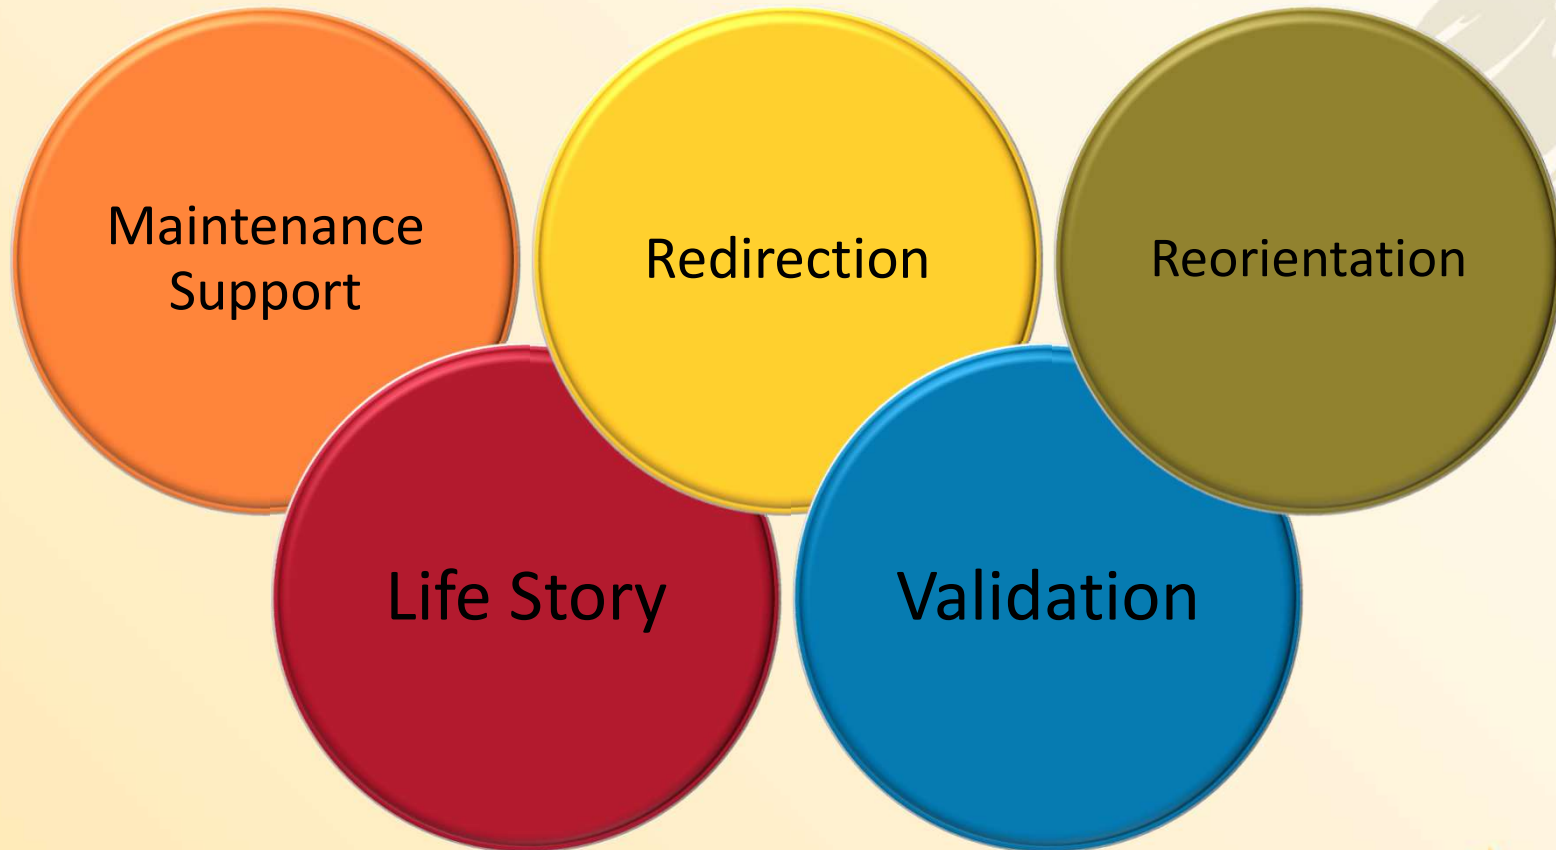 Maintenance
Support
Redirection
Reorientation
Life Story
Validation